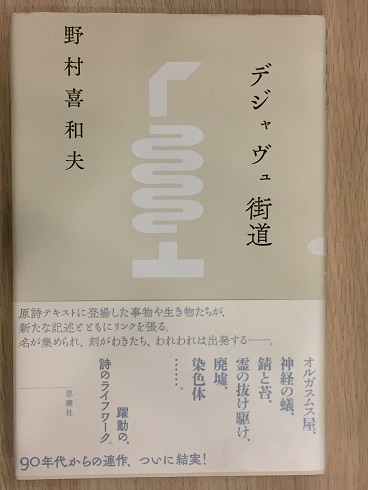 デジャヴュ街道
野村喜和夫
オルガスムス屋、
神経の蟻、
錆と苔、
霊の抜け駆け、
廃墟、
染色体
……。
原詩テキストに登場した事物や生き物たちが、
新たな記述とともにリンクを張る。
名が集められ、刻がわきたち、われわれは出発する――。
躍動の、
詩のライフワーク。
思潮社
90年代からの連作、ついに結実!